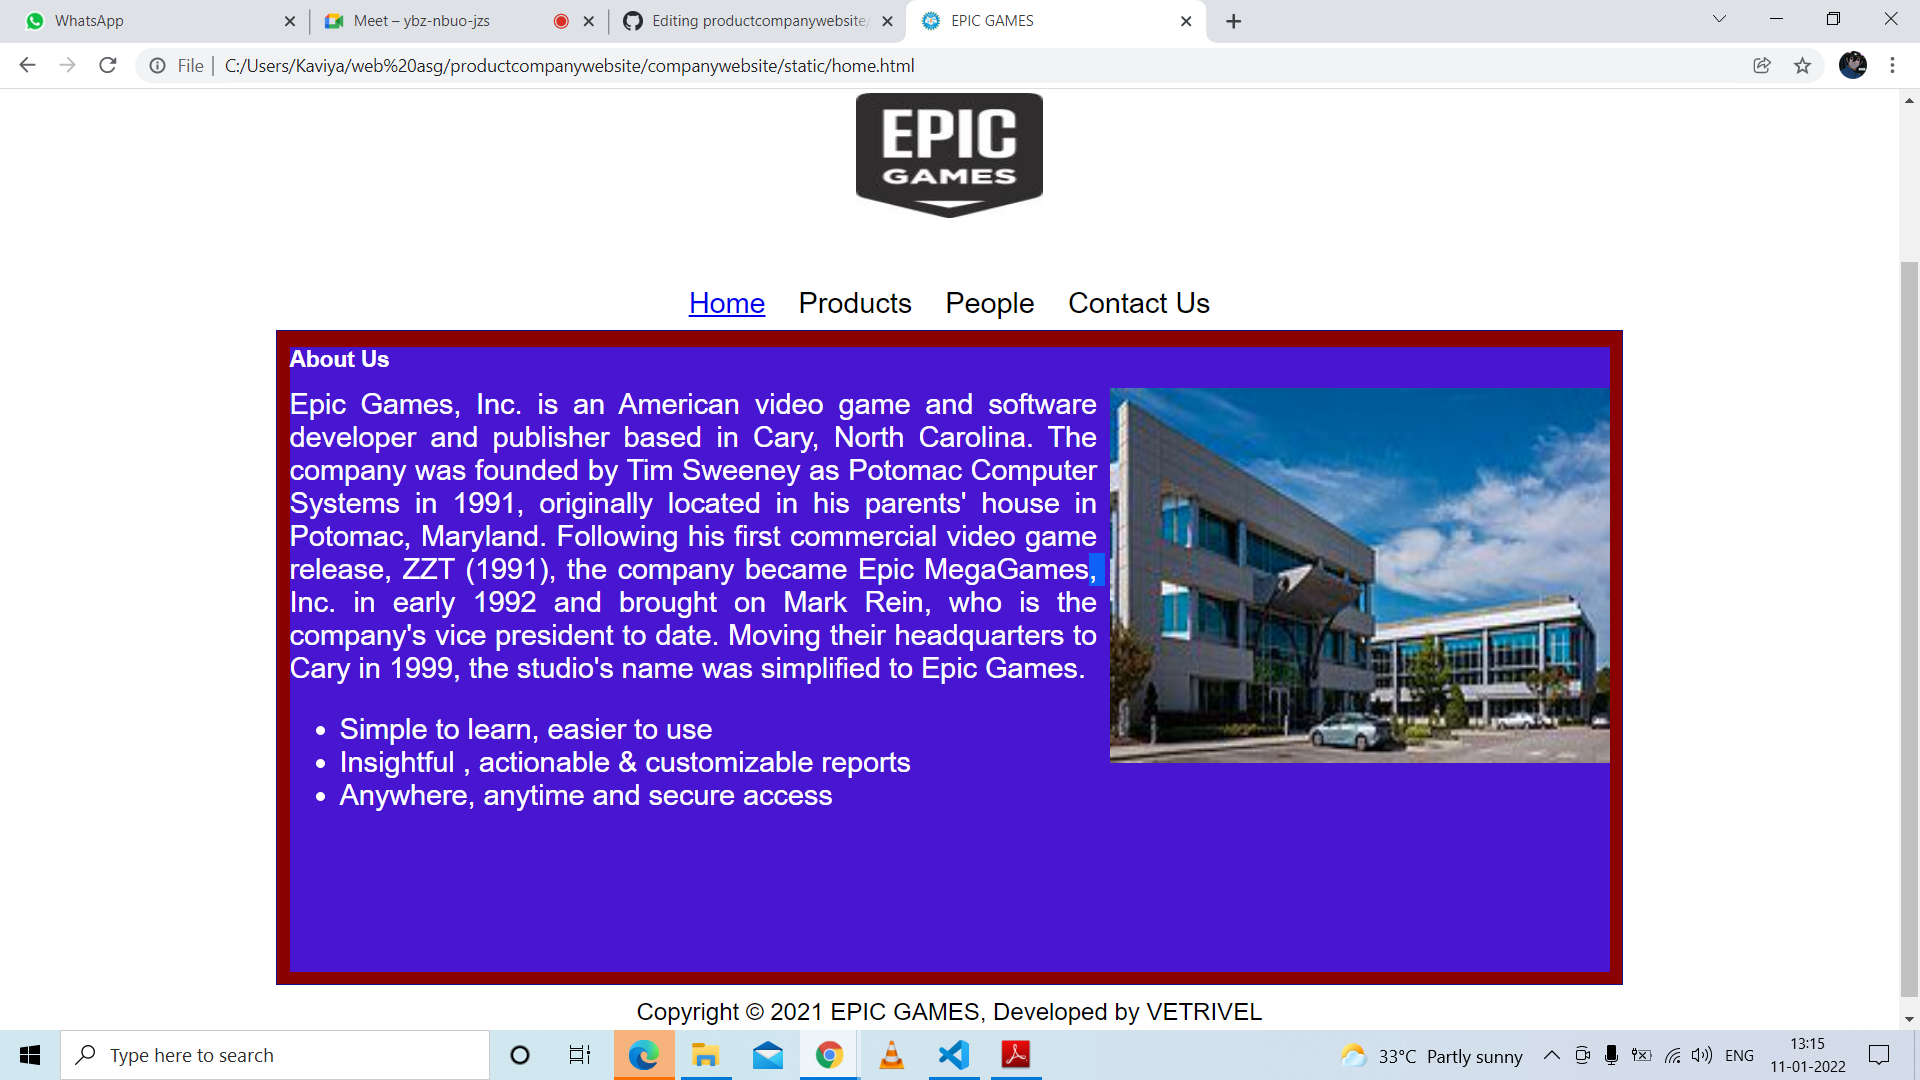 WhatsApp
Meet – ybz-nbuo-jzs
Editing productcompanywebsite/
EPIC GAMES
File
C:/Users/Kaviya/web%20asg/productcompanywebsite/companywebsite/static/home.html
EPIC
GAMES
Home Products People Contact Us
About Us
Epic Games, Inc. is an American video game and software
developer and publisher based in Cary, North Carolina. The
company was founded by Tim Sweeney as Potomac Computer
Systems in 1991, originally located in his parents' house in
Potomac, Maryland. Following his first commercial video game
release, ZZT (1991), the company became Epic MegaGames,
Inc. in early 1992 and brought on Mark Rein, who is the
company's vice president to date. Moving their headquarters to
Cary in 1999, the studio's name was simplified to Epic Games.
• Simple to learn, easier to use
• Insightful , actionable & customizable reports
• Anywhere, anytime and secure access
Copyright © 2021 EPIC GAMES, Developed by VETRIVEL
Type here to search
33°C Partly sunny
ENG
13:15
11-01-2022